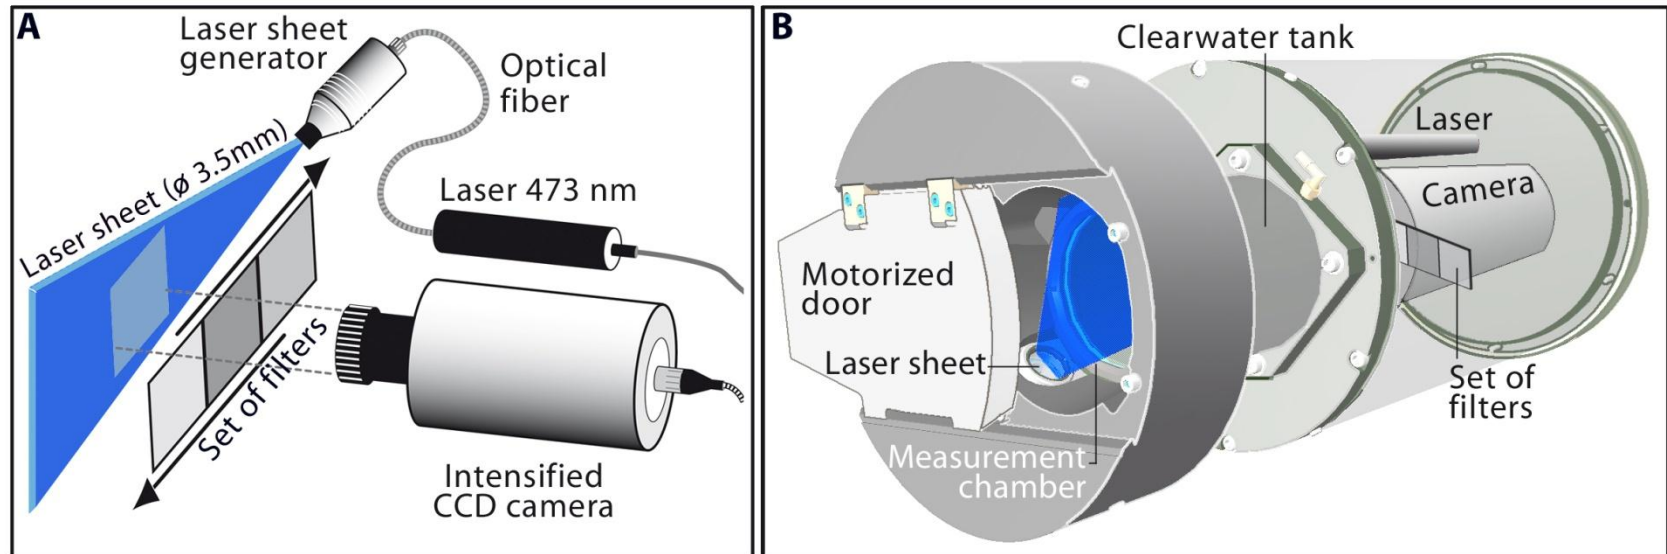 A
Laser sheet
generator
Optical
fiber
Laser sheet (ø 3.5mm)
Laser 473 nm
Set of filters
Intensified
CCD camera
B
Clearwater tank
Laser
Camera
Motorized
door
Laser sheet
Set of
filters
Measurement
chamber